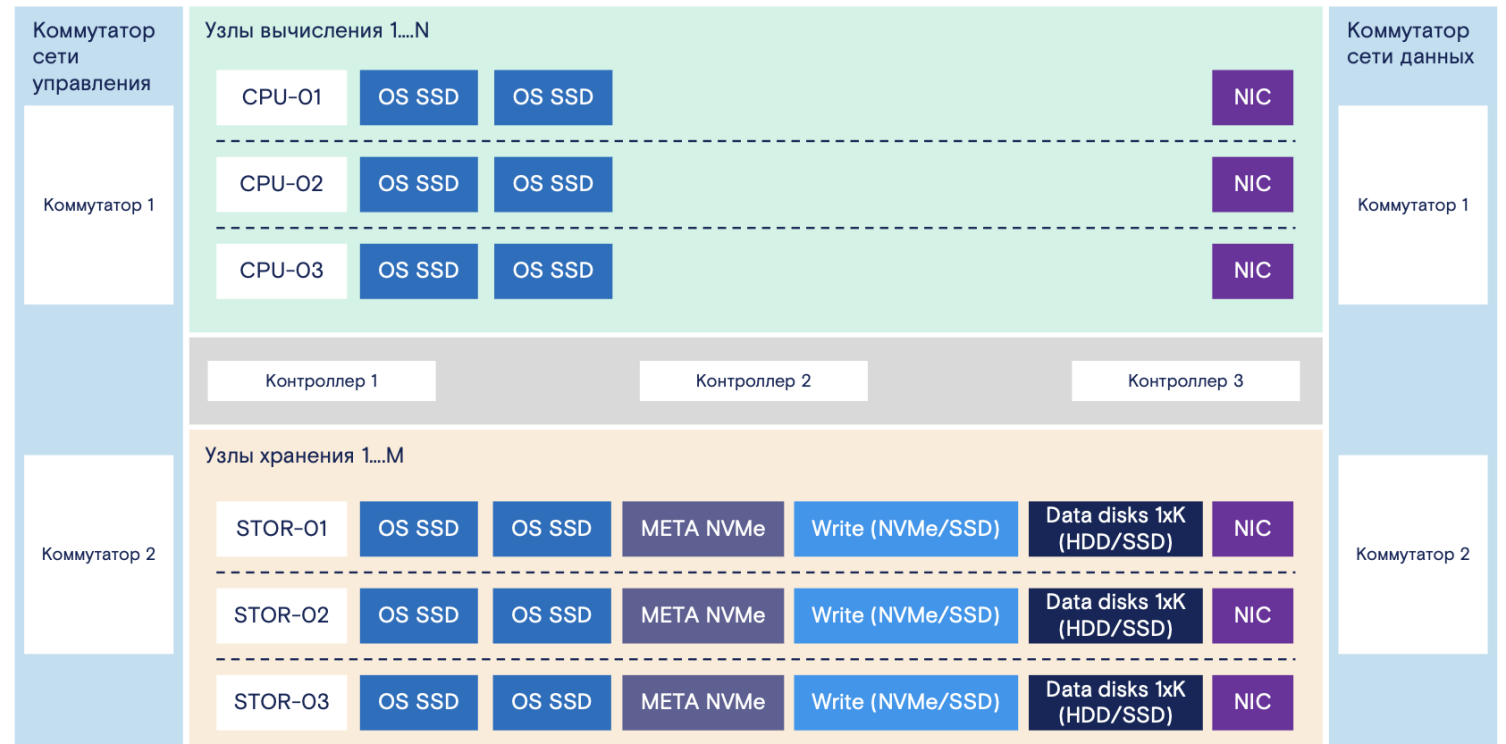 Коммутатор
сети
управления
Коммутатор 1
Коммутатор 2
Узлы вычисления 1....N
CPU-01
OS SSD
OS SSD
NIC
CPU-02
OS SSD
OS SSD
NIC
CPU-03
OS SSD
OS SSD
NIC
Контроллер 1
Контроллер 2
Контроллер 3
Узлы хранения 1....M
STOR-01
OS SSD
OS SSD
META NVMe
Write (NVMe/SSD)
Data disks 1xK
(HDD/SSD)
NIC
STOR-02
OS SSD
OS SSD
META NVMe
Write (NVMe/SSD)
Data disks 1xK
(HDD/SSD)
NIC
STOR-03
OS SSD
OS SSD
META NVMe
Write (NVMe/SSD)
Data disks 1xK
(HDD/SSD)
NIC
Коммутатор
сети данных
Коммутатор 1
Коммутатор 2